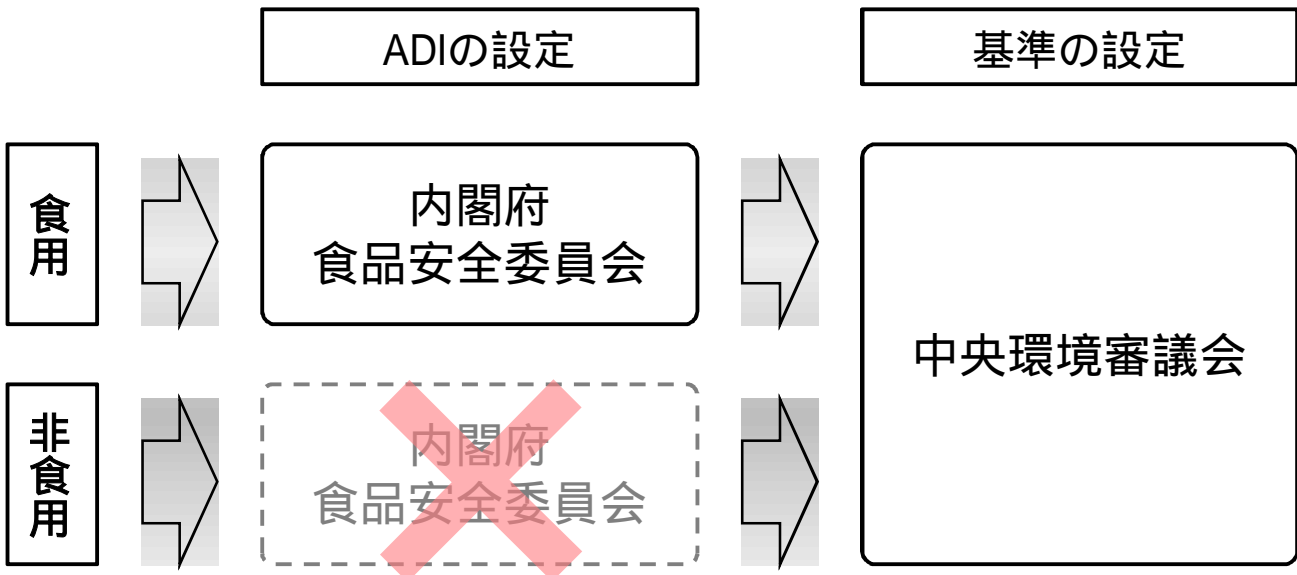 ADIの設定
基準の設定
食用
内閣府
食品安全委員会
中央環境審議会
非食用
内閣府
食品安全委員会